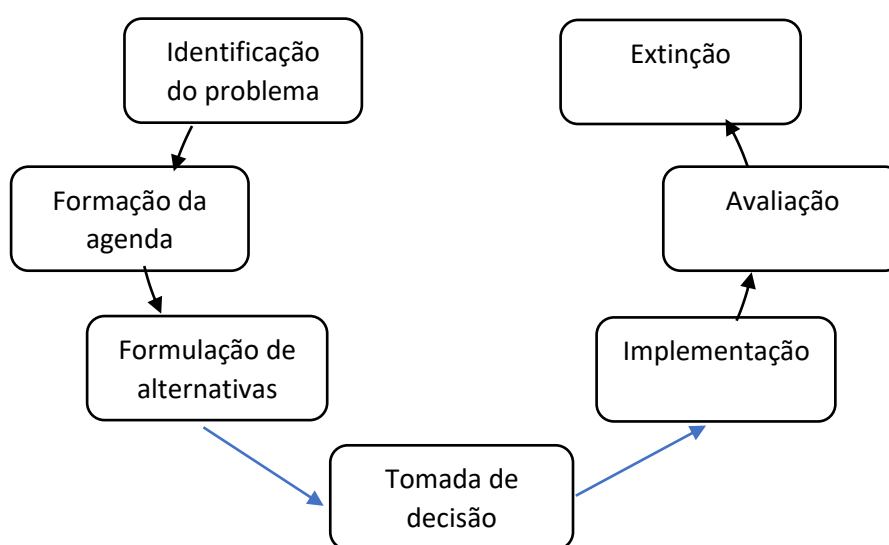 Identificação
do problema
Extinção
Formação da
agenda
Avaliação
Formulação de
alternativas
Implementação
Tomada de
decisão